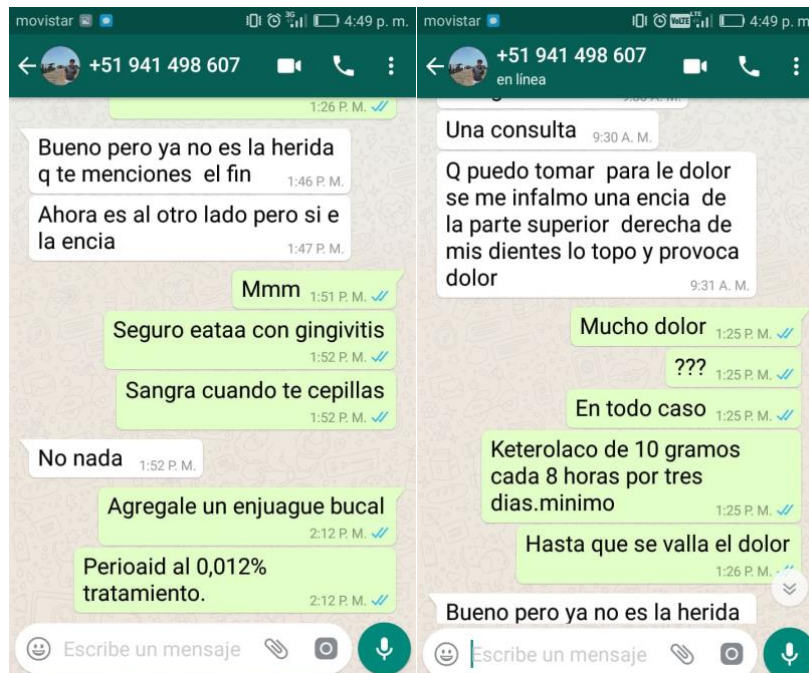 movistar 3G 4:49 p. m.
+51 941 498 607
1:26 P. M.
Bueno pero ya no es la herida
q te menciones el fin 1:46 P. M.
Ahora es al otro lado pero si e
la encia 1:47 P. M.
Mmm 1:51 P. M.
Seguro eataa con gingivitis
1:52 P. M.
Sangra cuando te cepillas
1:52 P. M.
No nada 1:52 P. M.
Agregale un enjuague bucal
2:12 P. M.
Perioaid al 0,012%
tratamiento. 2:12 P. M.
Escribe un mensaje
movistar VoLTE LTE 4:49 p. m
+51 941 498 607
en línea
Una consulta 9:30 A. M.
Q puedo tomar para le dolor
se me infalmo una encia de
la parte superior derecha de
mis dientes lo topo y provoca
dolor 9:31 A. M.
Mucho dolor 1:25 P. M.
??? 1:25 P. M.
En todo caso 1:25 P. M.
Keterolaco de 10 gramos
cada 8 horas por tres
dias.minimo 1:25 P. M.
Hasta que se valla el dolor
1:26 P. M.
Bueno pero ya no es la herida
Escribe un mensaje